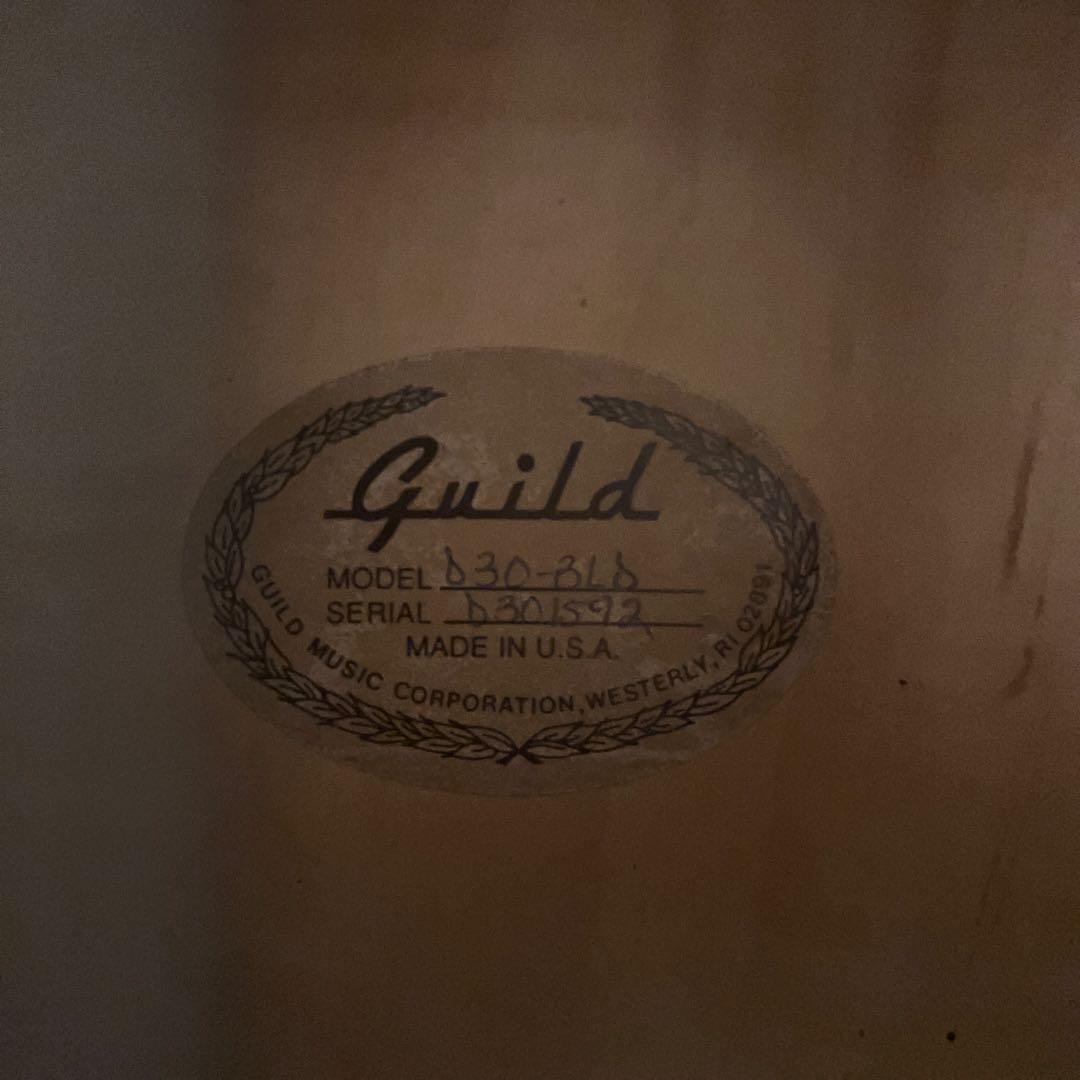 Guild
MODEL D30-BLD
SERIAL D301592
MADE IN U.S.A.
GUILD MUSIC CORPORATION, WESTERLY, RI 02891